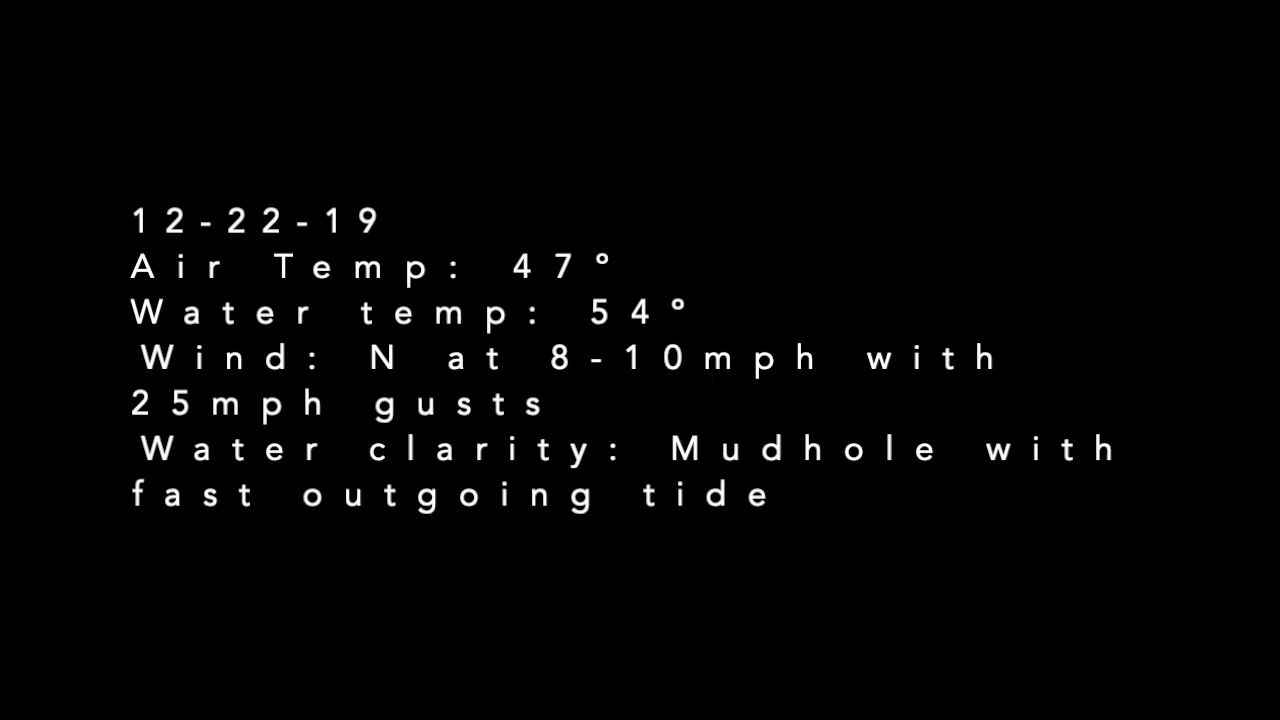 12-22-19
Air Temp: 47°
Water temp: 54°
Wind: N at 8-10mph with
25mph gusts
Water clarity: Mudhole with
fast outgoing tide